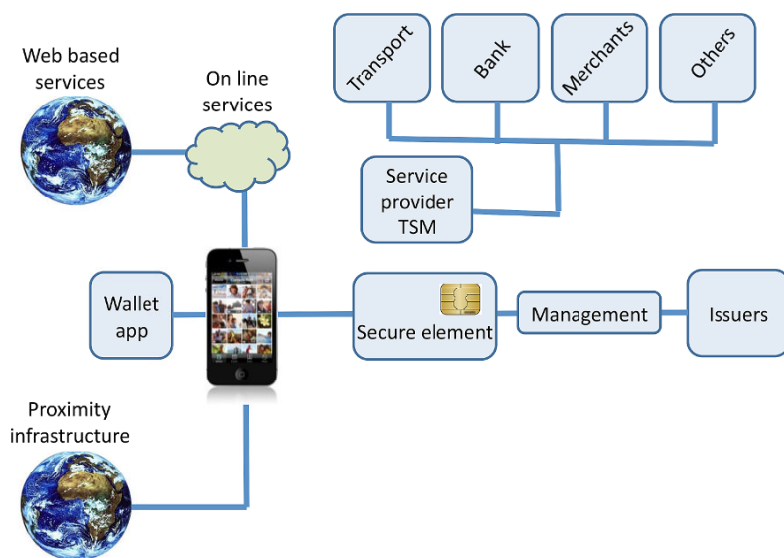 Web based
services
On line
services
Transport
Bank
Merchants
Others
Service
provider
TSM
Wallet
app
Secure element
Management
Issuers
Proximity
infrastructure